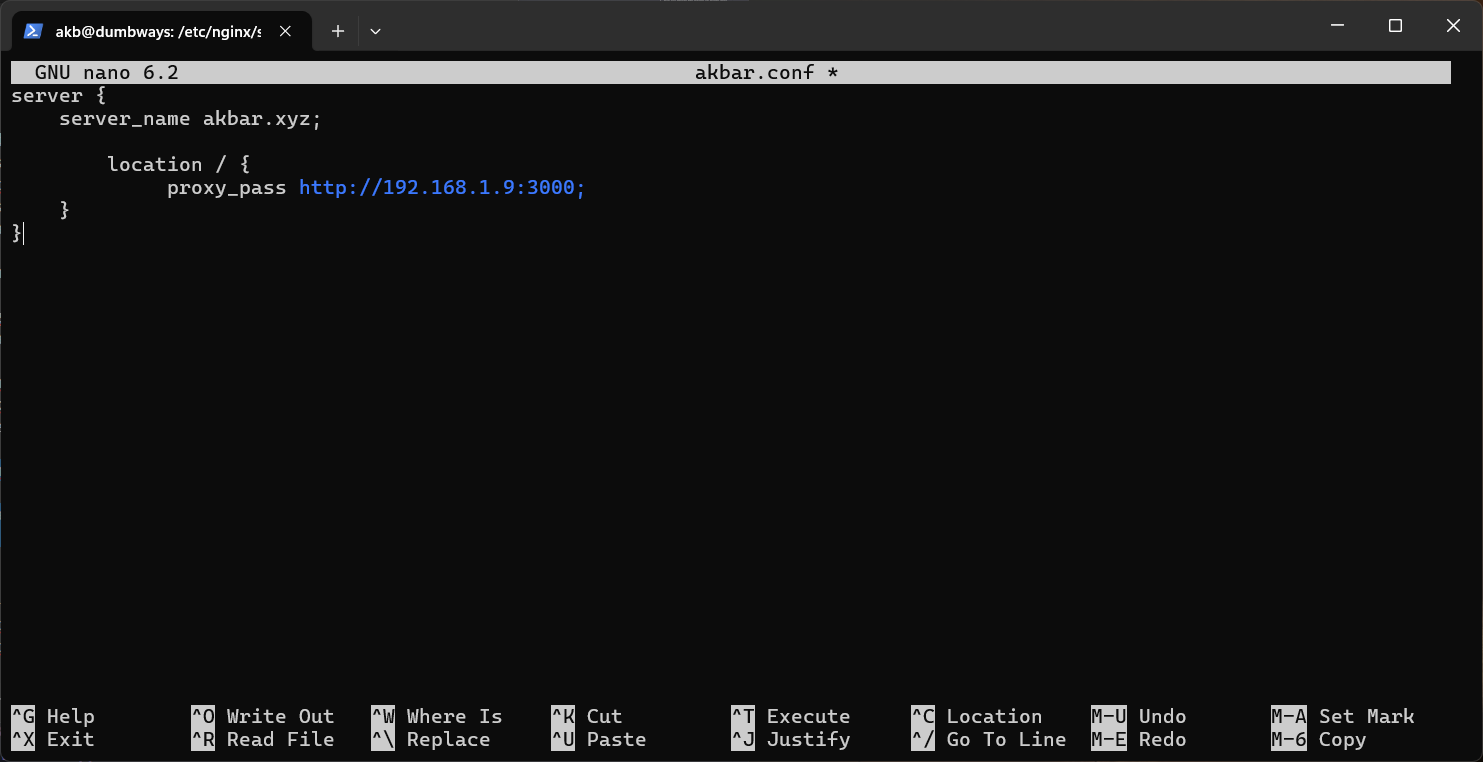 akb@dumbways: /etc/nginx/s
GNU nano 6.2 akbar.conf *
server {
    server_name akbar.xyz;

        location / {
             proxy_pass http://192.168.1.9:3000;
    }
}
^G Help ^O Write Out ^W Where Is ^K Cut ^T Execute ^C Location M-U Undo M-A Set Mark
^X Exit ^R Read File ^\ Replace ^U Paste ^J Justify ^/ Go To Line M-E Redo M-6 Copy